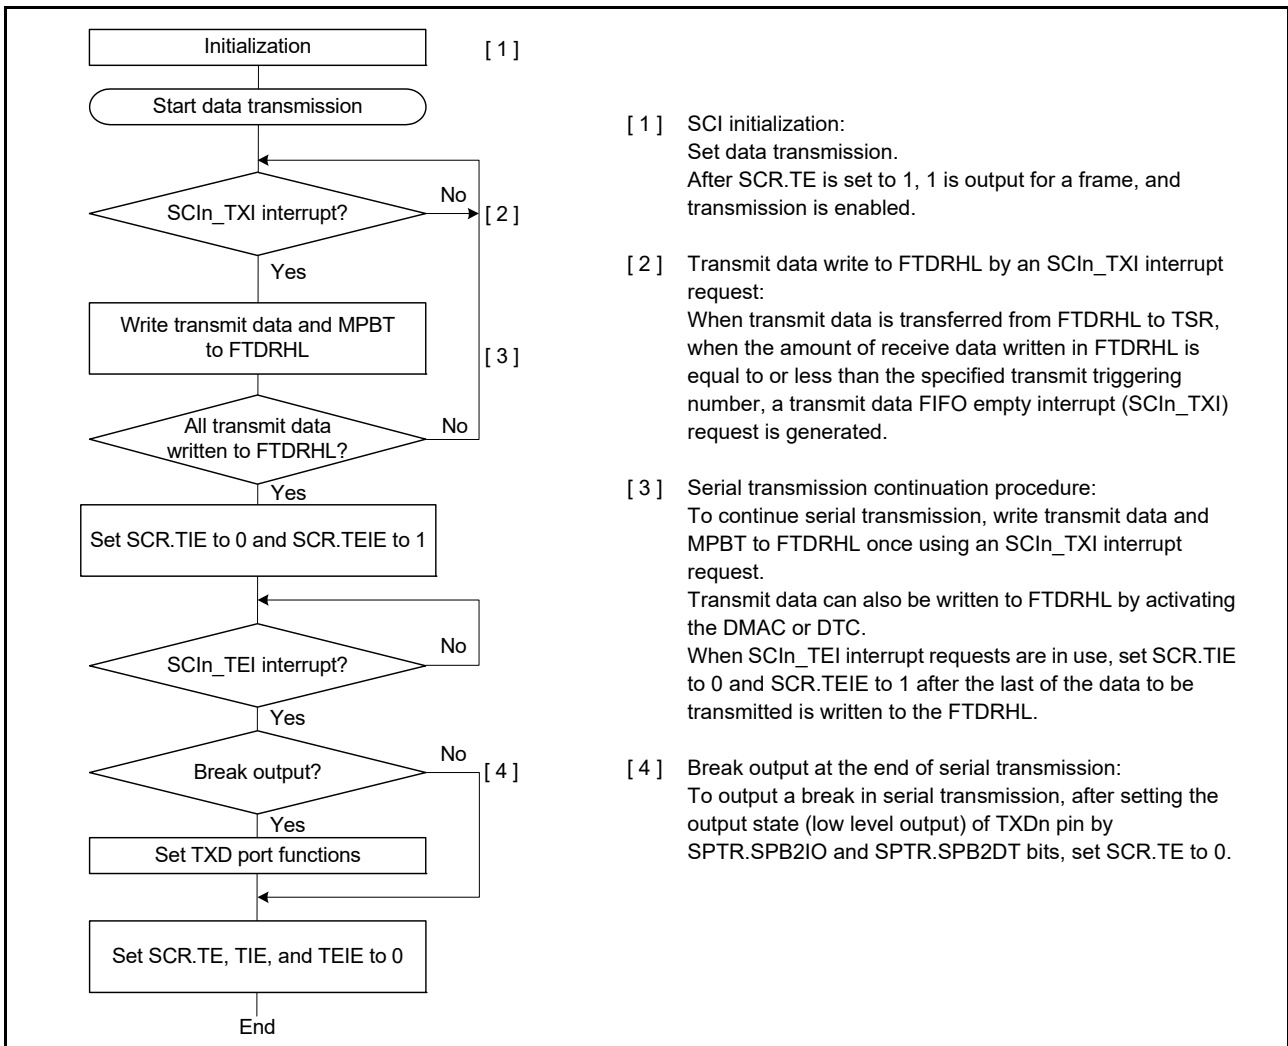 Initialization
[ 1 ]
Start data transmission
SCIn_TXI interrupt?
No
[ 2 ]
Yes
Write transmit data and MPBT
to FTDRHL
[ 3 ]
All transmit data
written to FTDRHL?
No
Yes
Set SCR.TIE to 0 and SCR.TEIE to 1
SCIn_TEI interrupt?
No
Yes
Break output?
No
[ 4 ]
Yes
Set TXD port functions
Set SCR.TE, TIE, and TEIE to 0
End
[ 1 ] SCI initialization:
Set data transmission.
After SCR.TE is set to 1, 1 is output for a frame, and
transmission is enabled.
[ 2 ] Transmit data write to FTDRHL by an SCIn_TXI interrupt
request:
When transmit data is transferred from FTDRHL to TSR,
when the amount of receive data written in FTDRHL is
equal to or less than the specified transmit triggering
number, a transmit data FIFO empty interrupt (SCIn_TXI)
request is generated.
[ 3 ] Serial transmission continuation procedure:
To continue serial transmission, write transmit data and
MPBT to FTDRHL once using an SCIn_TXI interrupt
request.
Transmit data can also be written to FTDRHL by activating
the DMAC or DTC.
When SCIn_TEI interrupt requests are in use, set SCR.TIE
to 0 and SCR.TEIE to 1 after the last of the data to be
transmitted is written to the FTDRHL.
[ 4 ] Break output at the end of serial transmission:
To output a break in serial transmission, after setting the
output state (low level output) of TXDn pin by
SPTR.SPB2IO and SPTR.SPB2DT bits, set SCR.TE to 0.